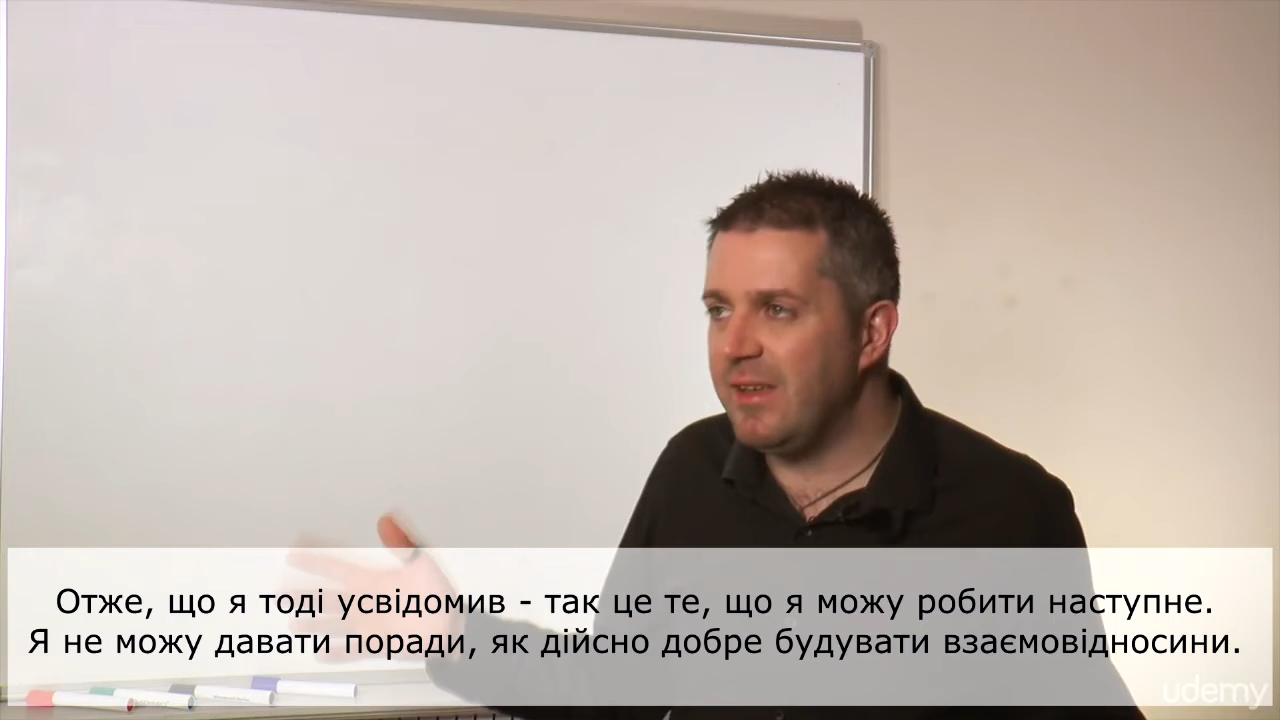 Отже, що я тоді усвідомив - так це те, що я можу робити наступне.
Я не можу давати поради, як дійсно добре будувати взаємовідносини.
udemy